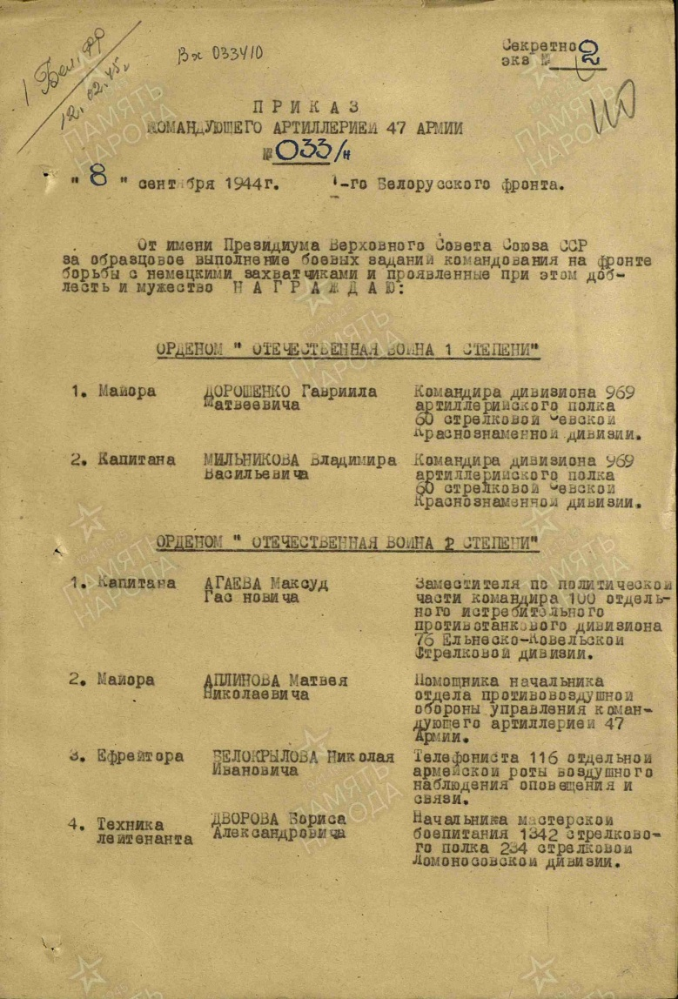 1 Бел. фр
12.02.45г
Вх 033410
Секретно
экз № 2
П Р И К А З
КОМАНДУЮЩЕГО АРТИЛЛЕРИЕЙ 47 АРМИИ
№ 033/н
" 8 " сентября 1944г. 1-го Белорусского фронта.
От имени Президиума Верховного Совета Союза ССР
за образцовое выполнение боевых заданий командования на фронте
борьбы с немецкими захватчиками и проявленные при этом доб-
лесть и мужество Н А Г Р А Ж Д А Ю:
ОРДЕНОМ " ОТЕЧЕСТВЕННАЯ ВОЙНА 1 СТЕПЕНИ"
1. Майора ДОРОШЕНКО Гавриила Командира дивизиона 969
Матвеевича артиллерийского полка
60 стрелковой Севской
Краснознаменной дивизии.
2. Капитана МИЛЬНИКОВА Владимира Командира дивизиона 969
Васильевича артиллерийского полка
60 стрелковой Севской
Краснознаменной дивизии.
ОРДЕНОМ " ОТЕЧЕСТВЕННАЯ ВОЙНА 2 СТЕПЕНИ"
1. Капитана АГАЕВА Максуд Заместителя по политической
Гас новича части командира 100 отдель-
ного истребительного
противотанкового дивизиона
76 Ельнеско-Ковельской
Стрелковой дивизии.
2. Майора АПЛИНОВА Матвея Помощника начальника
Николаевича отдела противовоздушной
обороны управления коман-
дующего артиллерией 47
Армии.
3. Ефрейтора БЕЛОКРЫЛОВА Николая Телефониста 116 отдельной
Ивановича армейской роты воздушного
наблюдения оповещения и
связи.
4. Техника ДВОРОВА Бориса Начальника мастерской
лейтенанта Александровича боепитания 1342 стрелково-
го полка 234 стрелковой
Ломоносовской дивизии.
ПАМЯТЬ
НАРОДА